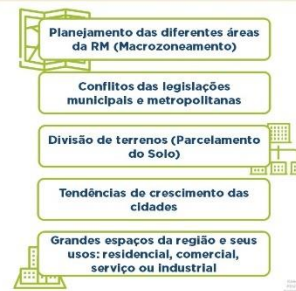 Planejamento das diferentes áreas
da RM (Macrozoneamento)
Conflitos das legislações
municipais e metropolitanas
Divisão de terrenos (Parcelamento
do Solo)
Tendências de crescimento das
cidades
Grandes espaços da região e seus
usos: residencial, comercial,
serviço ou industrial